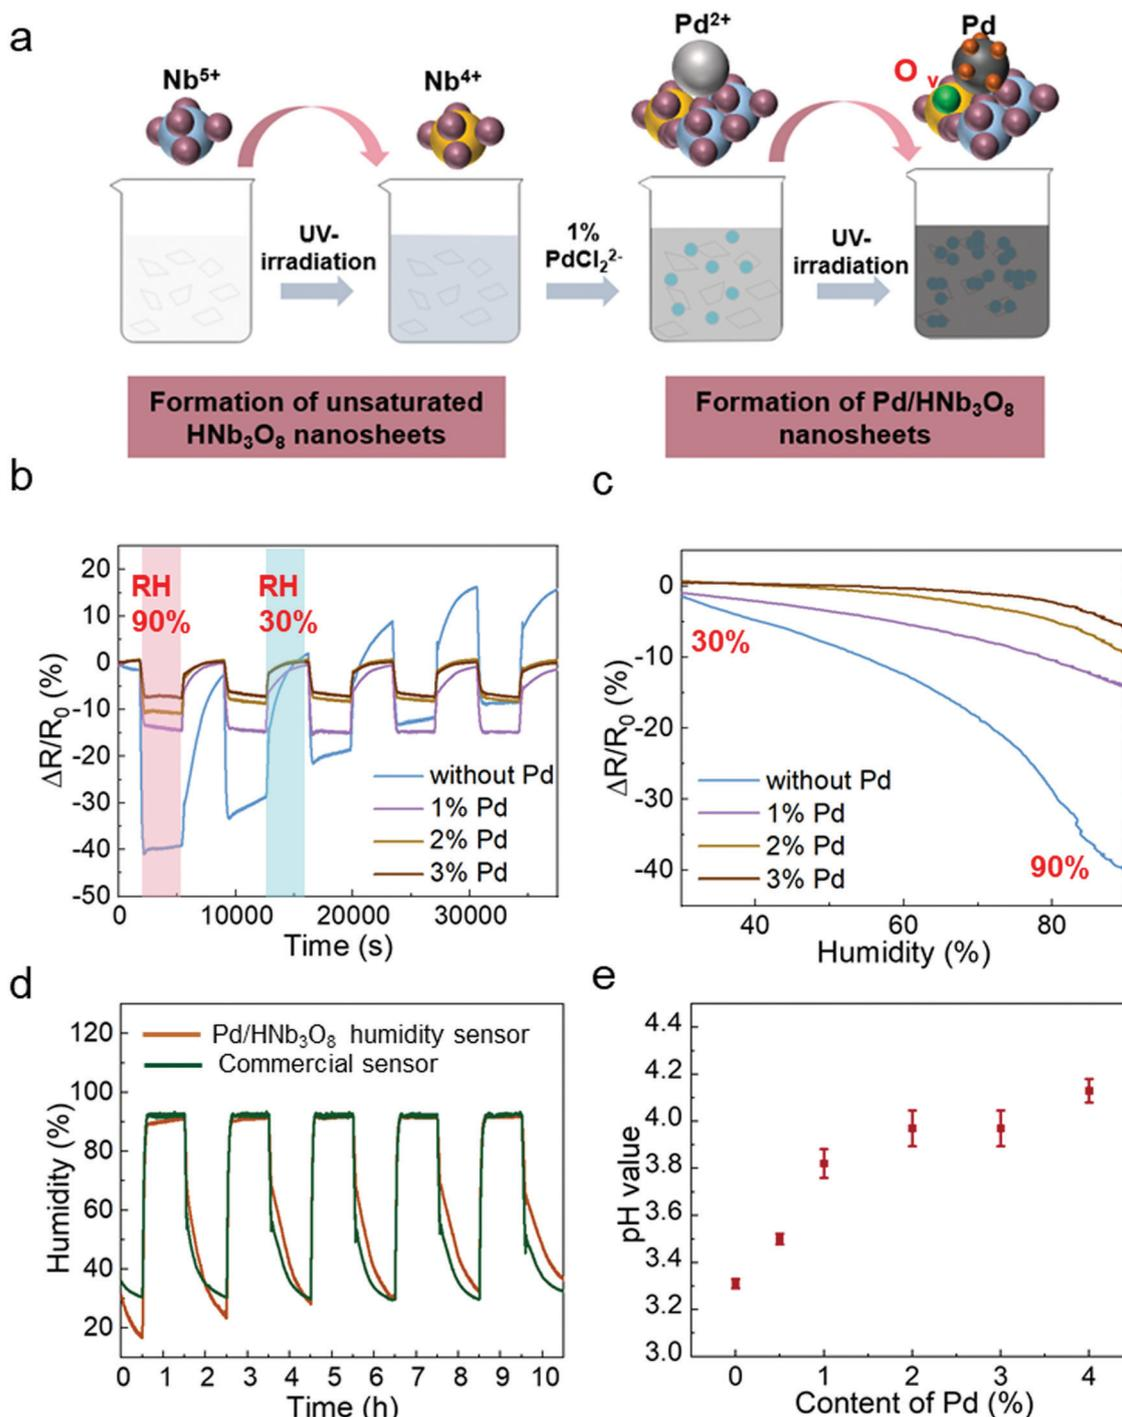 a
Nb⁵⁺
Nb⁴⁺
Pd²⁺
Pd
O v
UV-
irradiation
1%
PdCl₂²⁻
UV-
irradiation
Formation of unsaturated
HNb₃O₈ nanosheets
Formation of Pd/HNb₃O₈
nanosheets
b
20
10
0
-10
-20
-30
-40
-50
ΔR/R₀ (%)
RH
90%
RH
30%
without Pd
1% Pd
2% Pd
3% Pd
0 10000 20000 30000
Time (s)
c
0
-10
-20
-30
-40
ΔR/R₀ (%)
30%
90%
without Pd
1% Pd
2% Pd
3% Pd
40 60 80
Humidity (%)
d
120
100
80
60
40
20
Humidity (%)
Pd/HNb₃O₈ humidity sensor
Commercial sensor
0 1 2 3 4 5 6 7 8 9 10
Time (h)
e
4.4
4.2
4.0
3.8
3.6
3.4
3.2
3.0
pH value
0 1 2 3 4
Content of Pd (%)